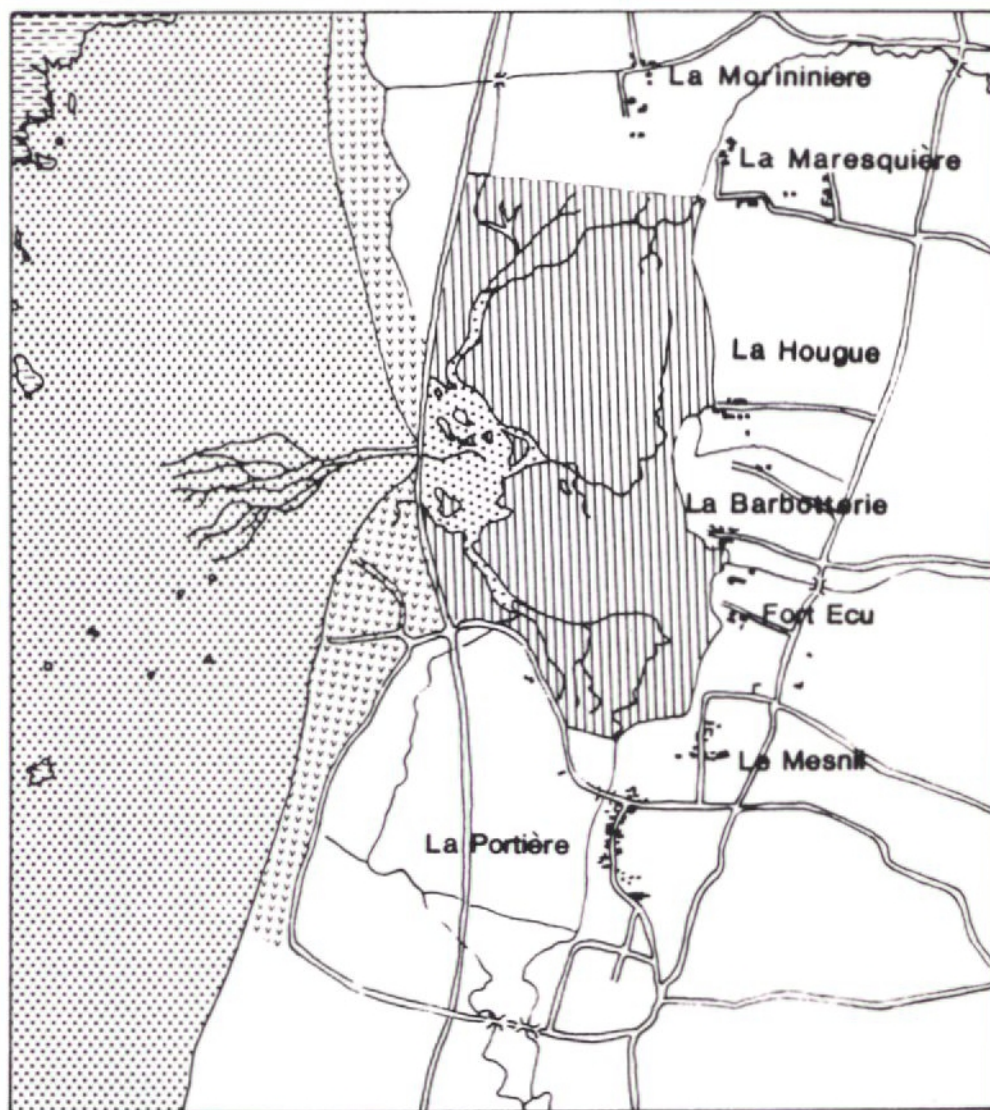 La Morininiere
La Maresquière
La Hougue
La Barbotterie
Fort Ecu
Le Mesnil
La Portière